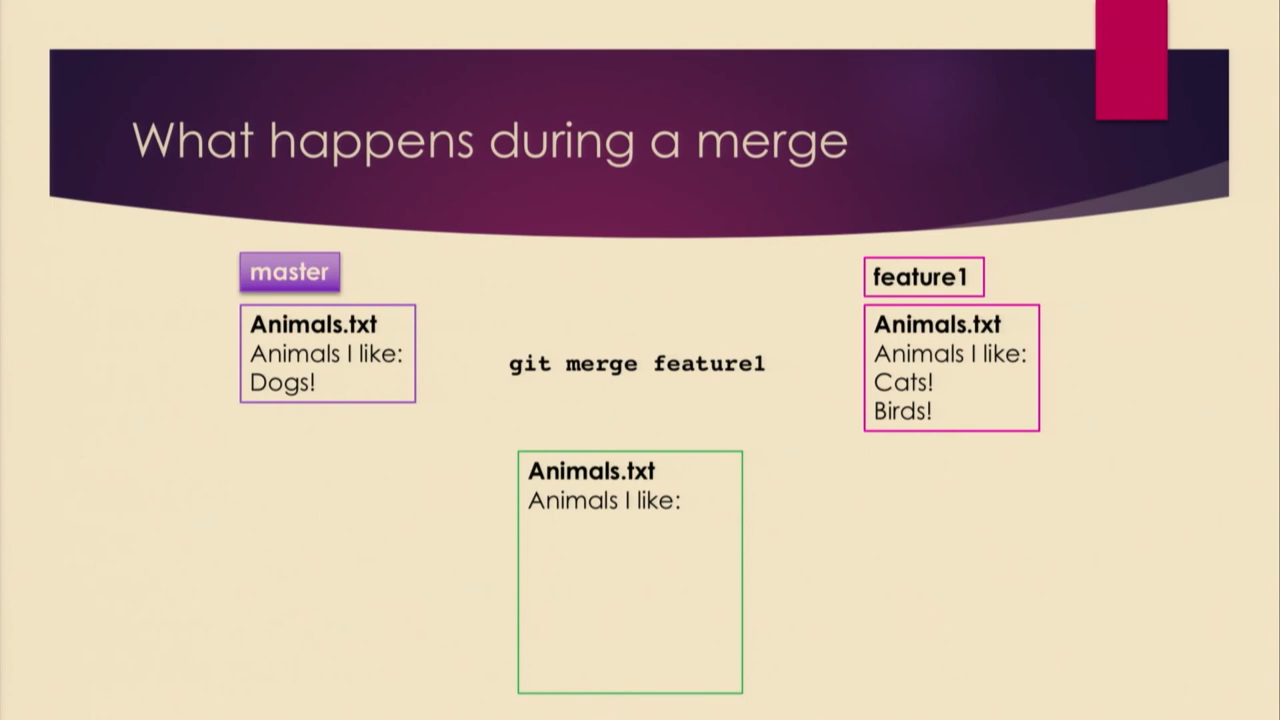 What happens during a merge
master
Animals.txt
Animals I like:
Dogs!
git merge feature1
feature1
Animals.txt
Animals I like:
Cats!
Birds!
Animals.txt
Animals I like: